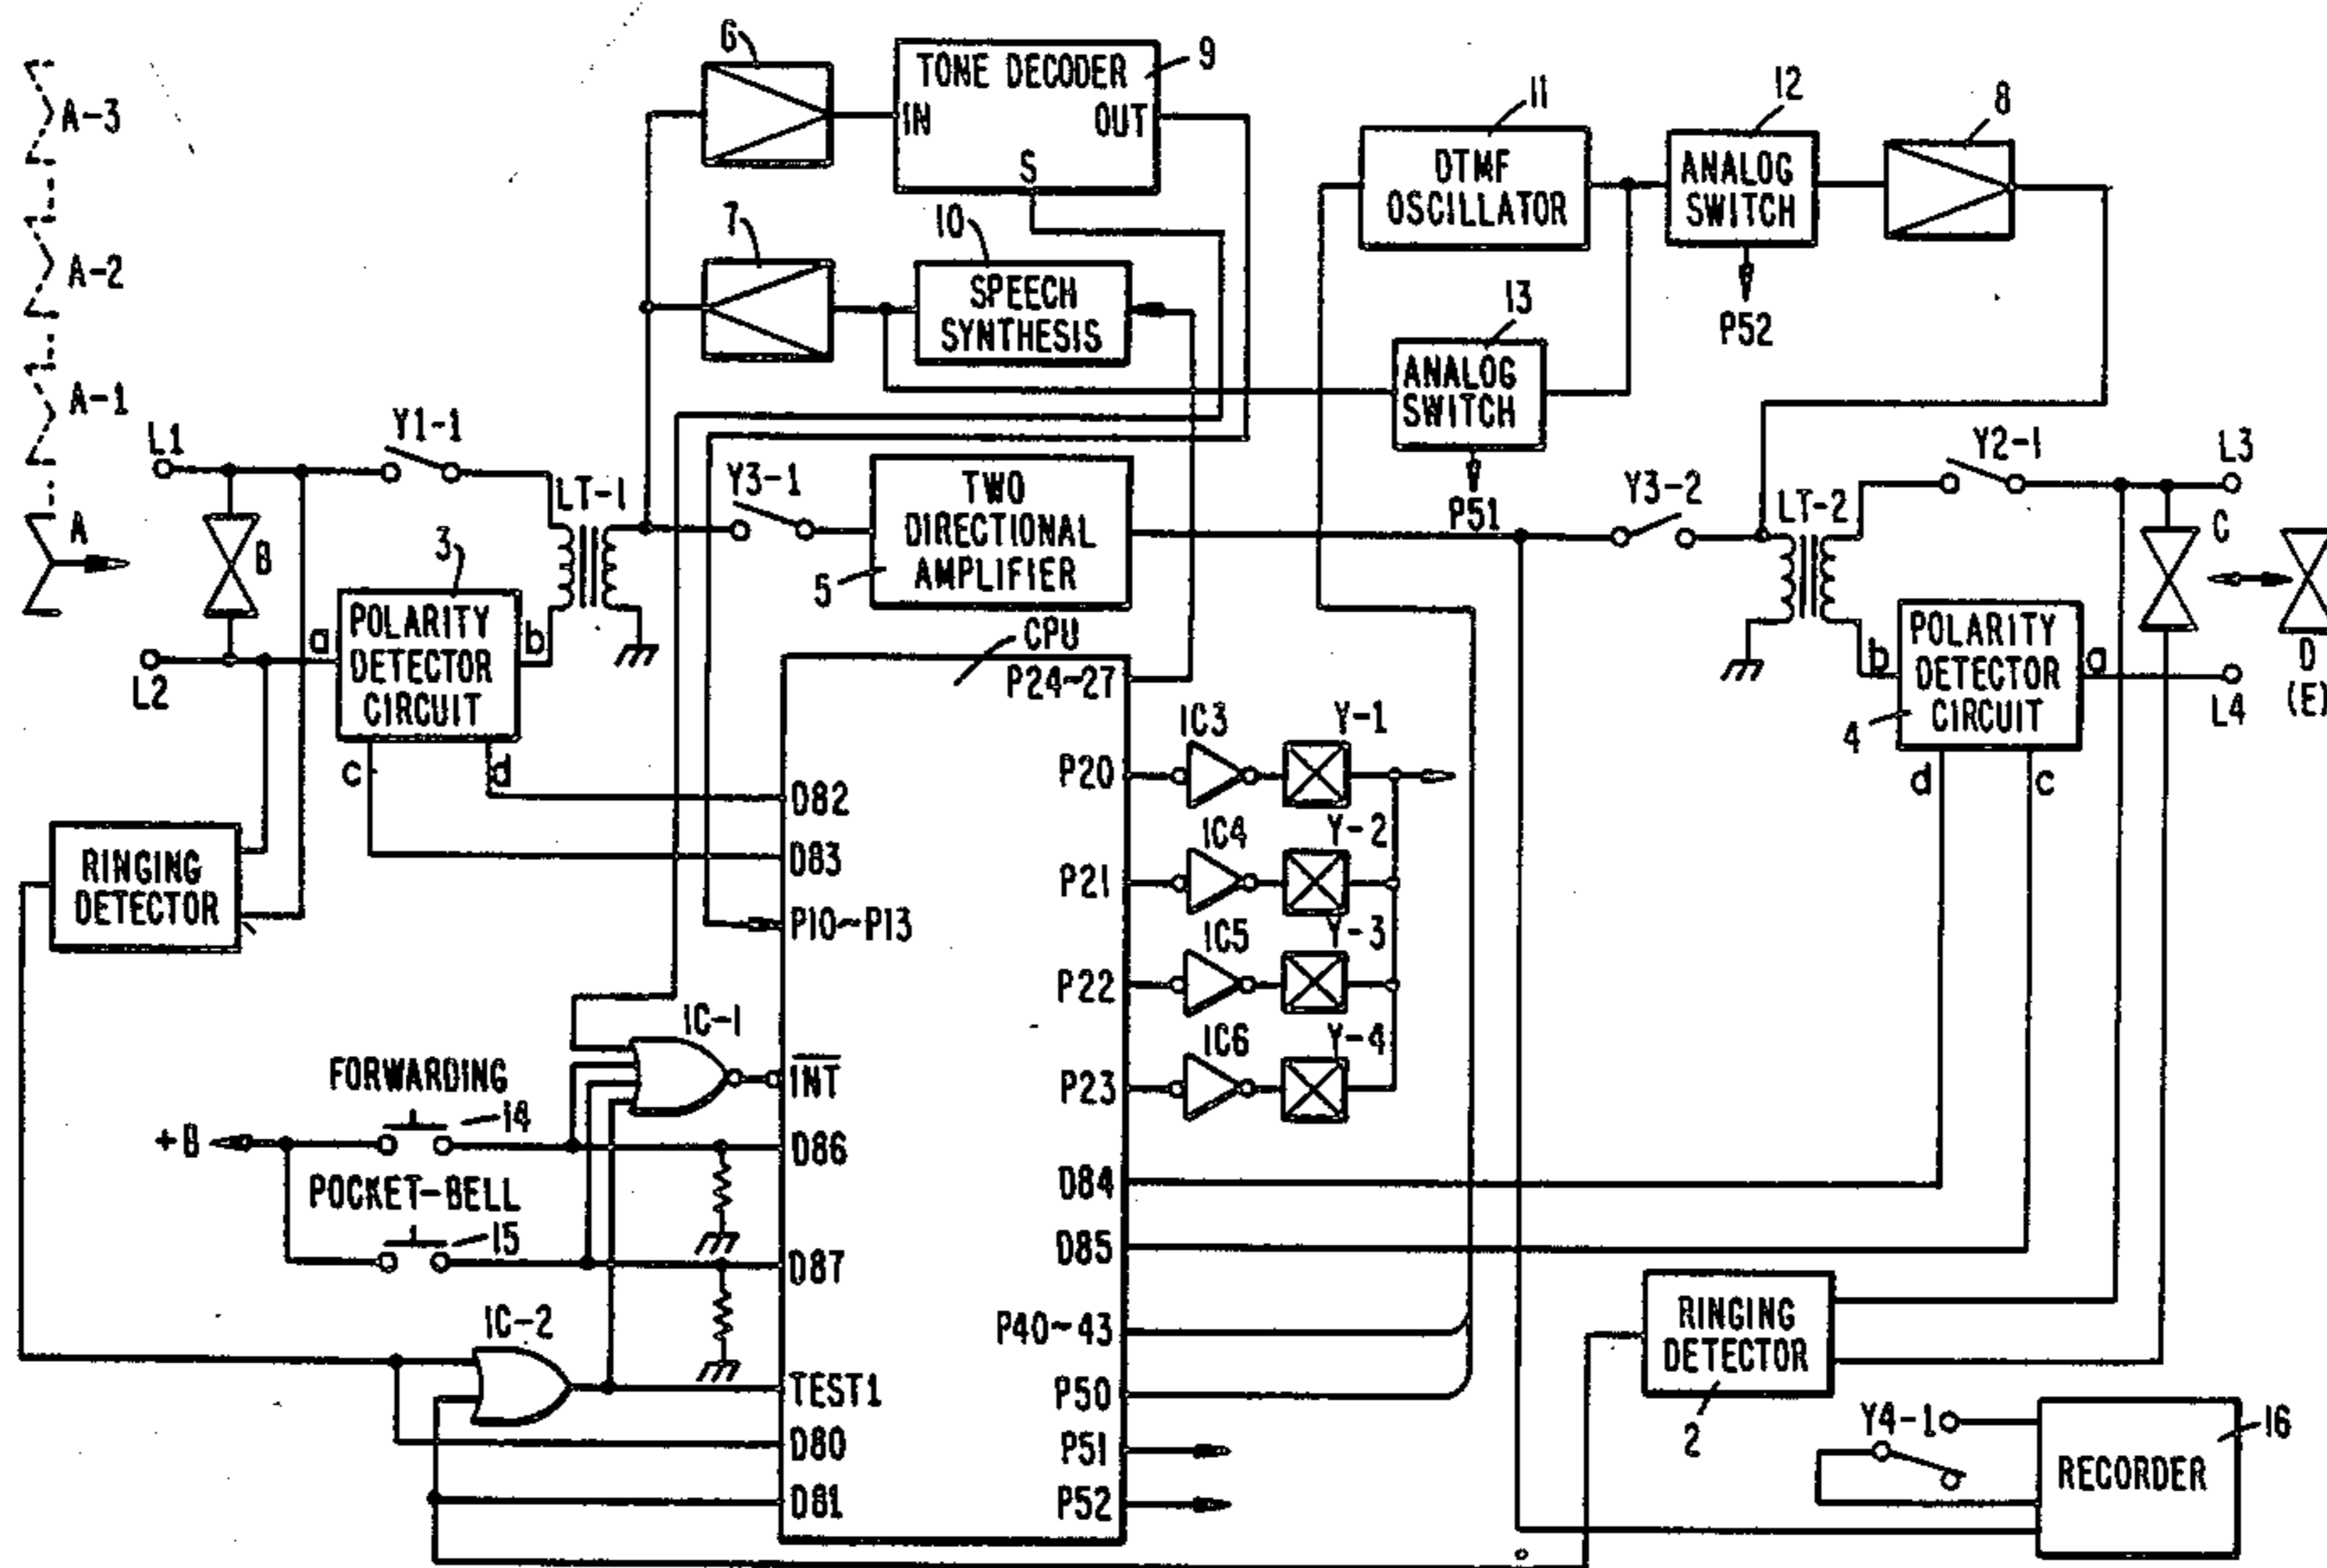 6
TONE DECODER
9
IN
OUT
S
A-3
7
10
SPEECH
SYNTHESIS
11
DTMF
OSCILLATOR
12
ANALOG
SWITCH
8
P52
13
ANALOG
SWITCH
P51
A-2
A-1
A
L1
Y1-1
LT-1
B
L2
3
POLARITY
DETECTOR
CIRCUIT
a
b
c
d
Y3-1
TWO
DIRECTIONAL
AMPLIFIER
5
Y3-2
LT-2
Y2-1
L3
C
D
(E)
POLARITY
DETECTOR
CIRCUIT
4
b
a
d
c
L4
RINGING
DETECTOR
CPU
P24~27
D82
D83
P10~P13
INT
D86
D87
TEST1
D80
D81
P20
P21
P22
P23
D84
D85
P40~43
P50
P51
P52
IC3
Y-1
IC4
Y-2
IC5
Y-3
IC6
Y-4
IC-1
FORWARDING
14
+B
POCKET-BELL
15
IC-2
RINGING
DETECTOR
2
Y4-1
RECORDER
16